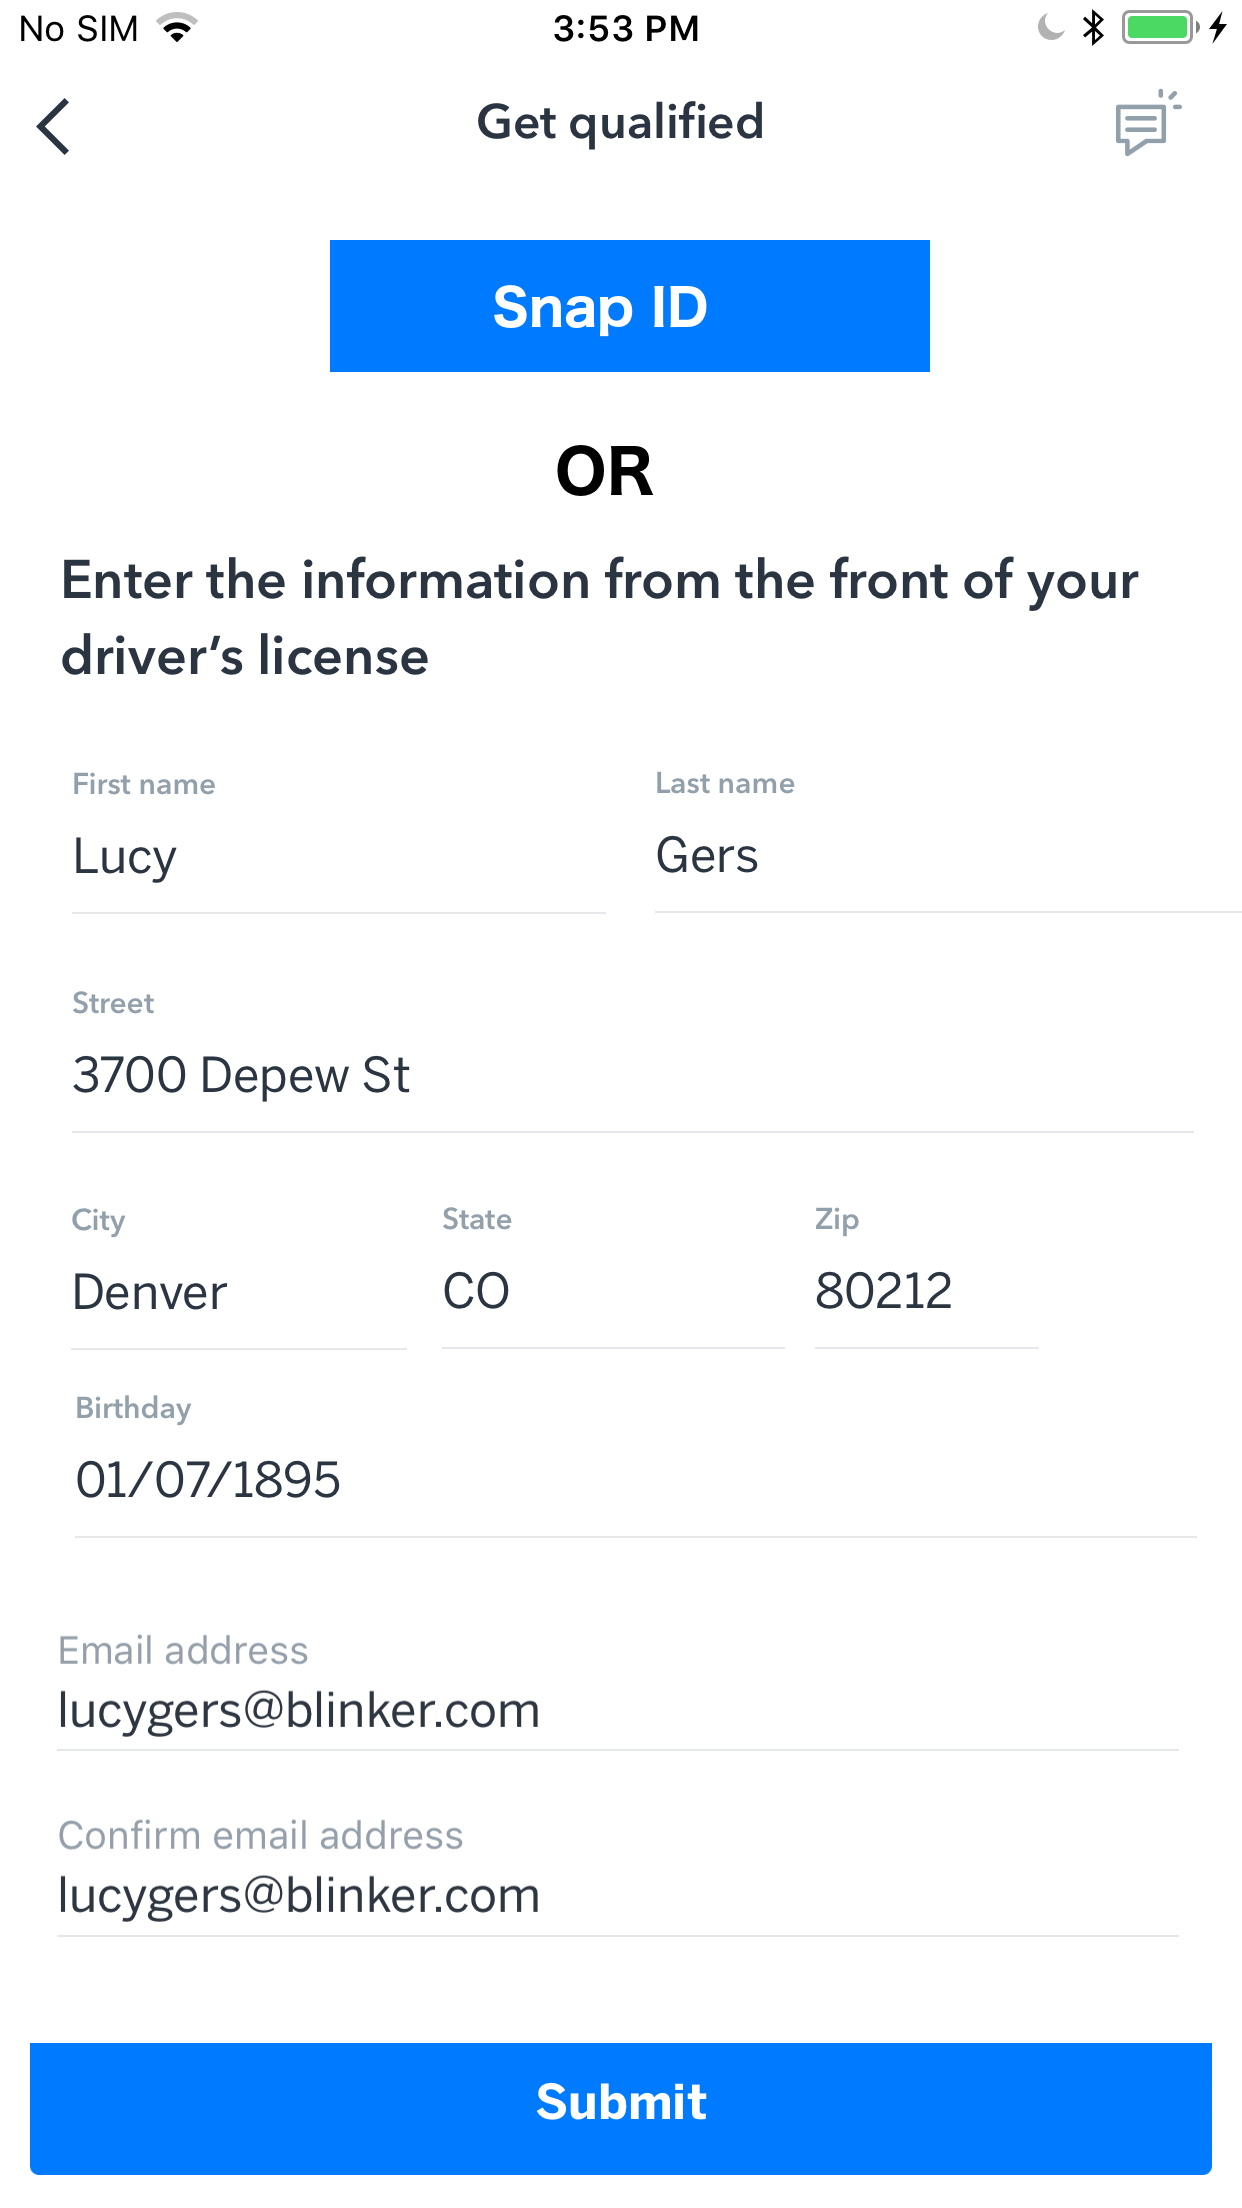 No SIM 3:53 PM
Get qualified
Snap ID
OR
Enter the information from the front of your
driver’s license
First name Last name
Lucy Gers
Street
3700 Depew St
City State Zip
Denver CO 80212
Birthday
01/07/1895
Email address
lucygers@blinker.com
Confirm email address
lucygers@blinker.com
Submit